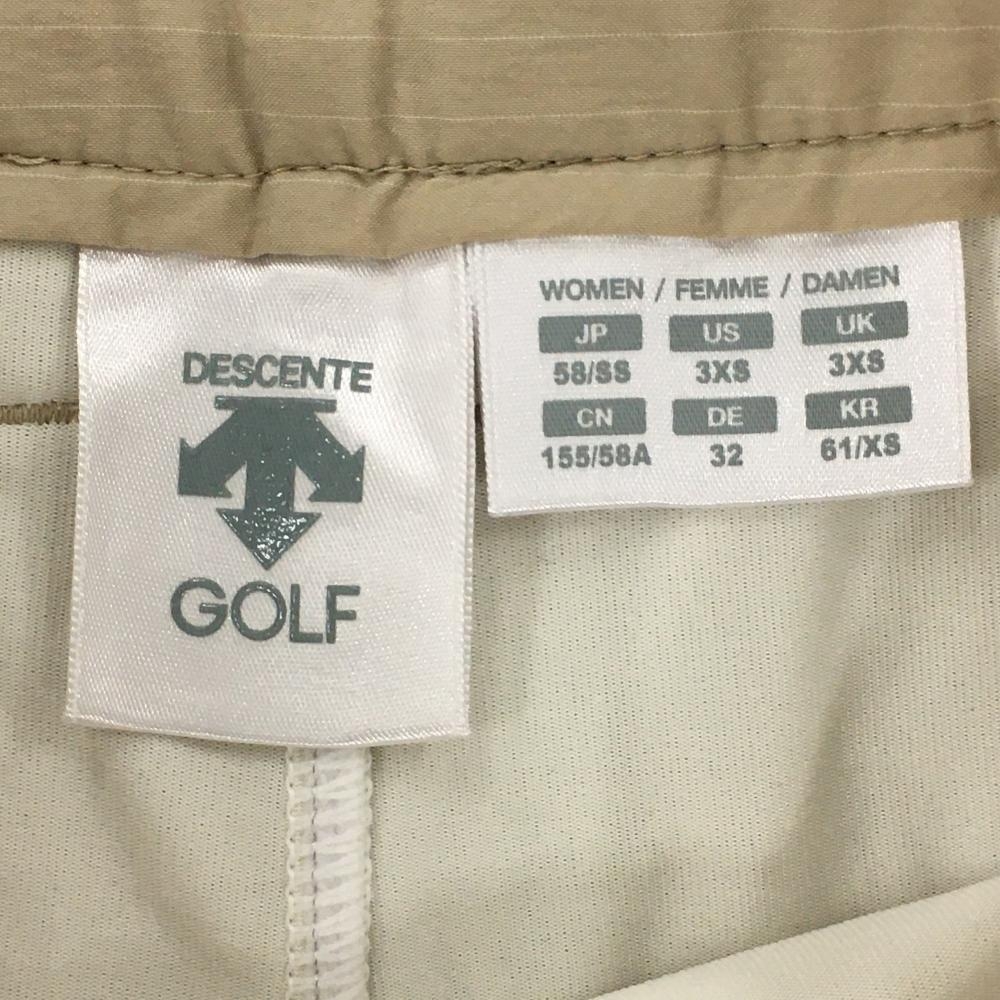 DESCENTE
GOLF
WOMEN / FEMME / DAMEN
JP US UK
58/SS 3XS 3XS
CN DE KR
155/58A 32 61/XS